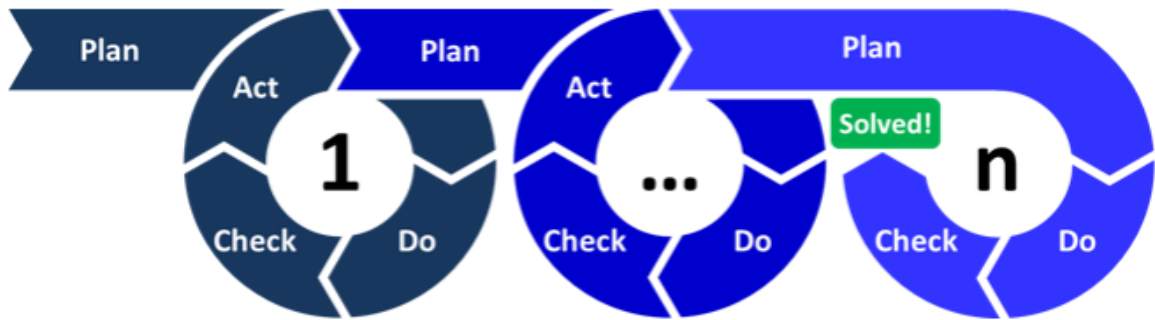 Plan
Act
1
Check
Do
Plan
Act
...
Check
Do
Plan
Solved!
n
Check
Do